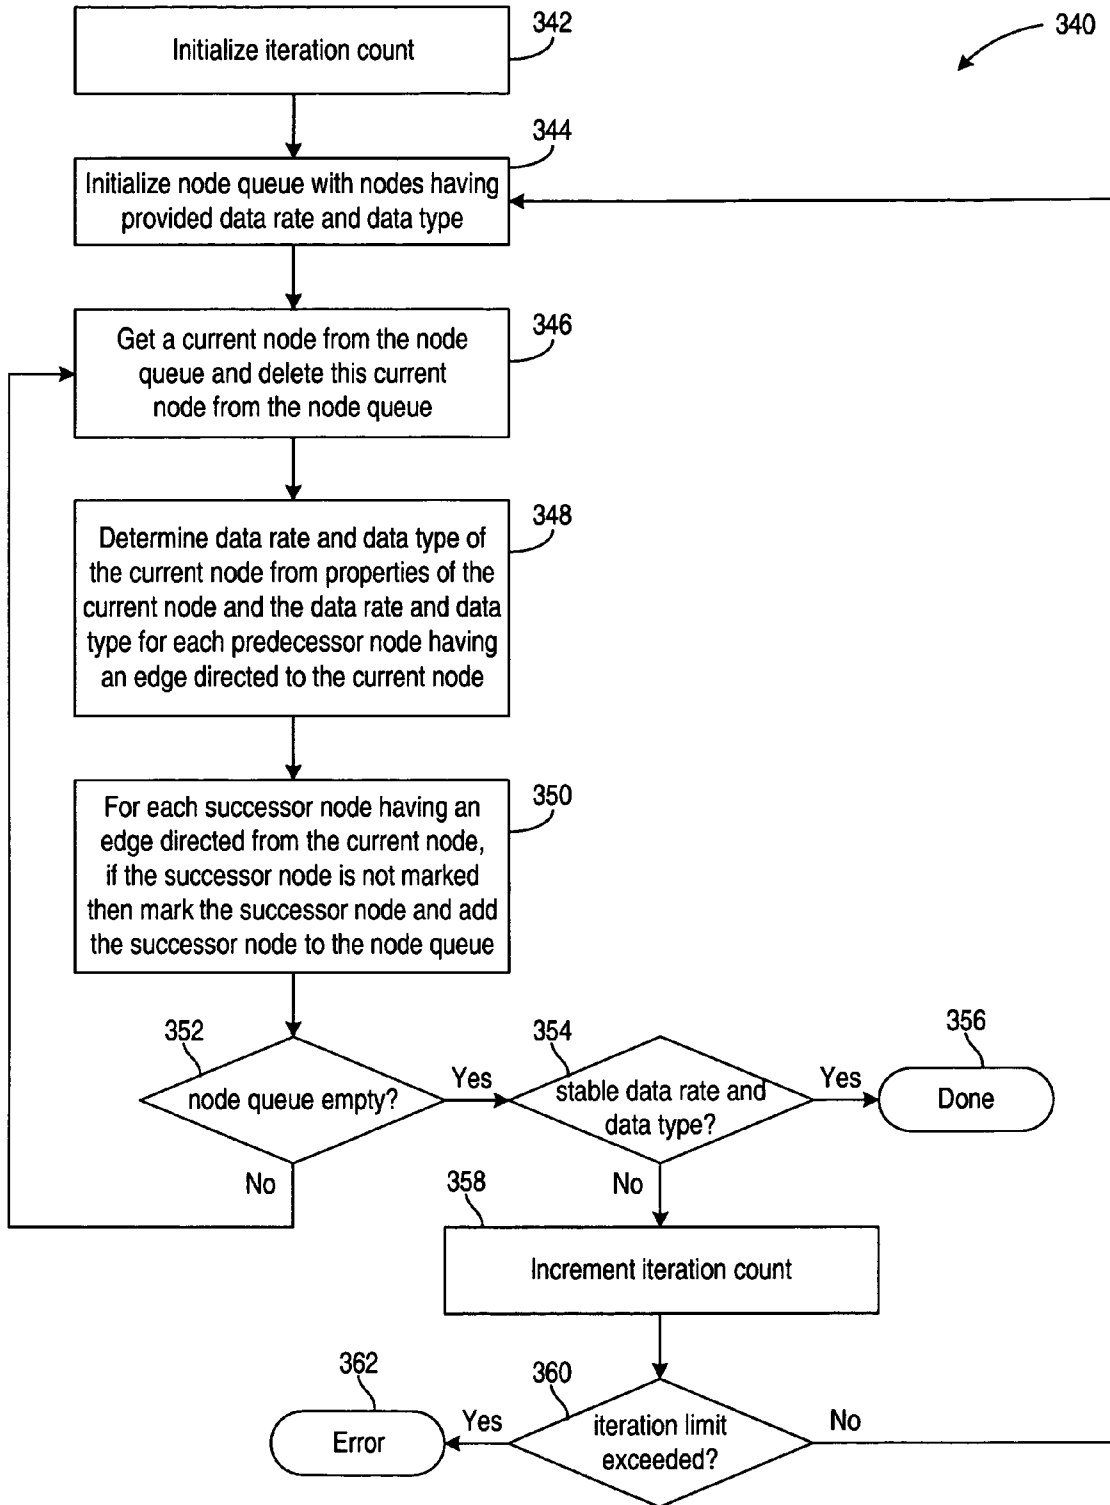 342
340
Initialize iteration count
344
Initialize node queue with nodes having
provided data rate and data type
346
Get a current node from the node
queue and delete this current
node from the node queue
348
Determine data rate and data type of
the current node from properties of the
current node and the data rate and data
type for each predecessor node having
an edge directed to the current node
350
For each successor node having an
edge directed from the current node,
if the successor node is not marked
then mark the successor node and add
the successor node to the node queue
352
node queue empty?
Yes
No
354
stable data rate and
data type?
Yes
No
356
Done
358
Increment iteration count
360
iteration limit
exceeded?
Yes
No
362
Error